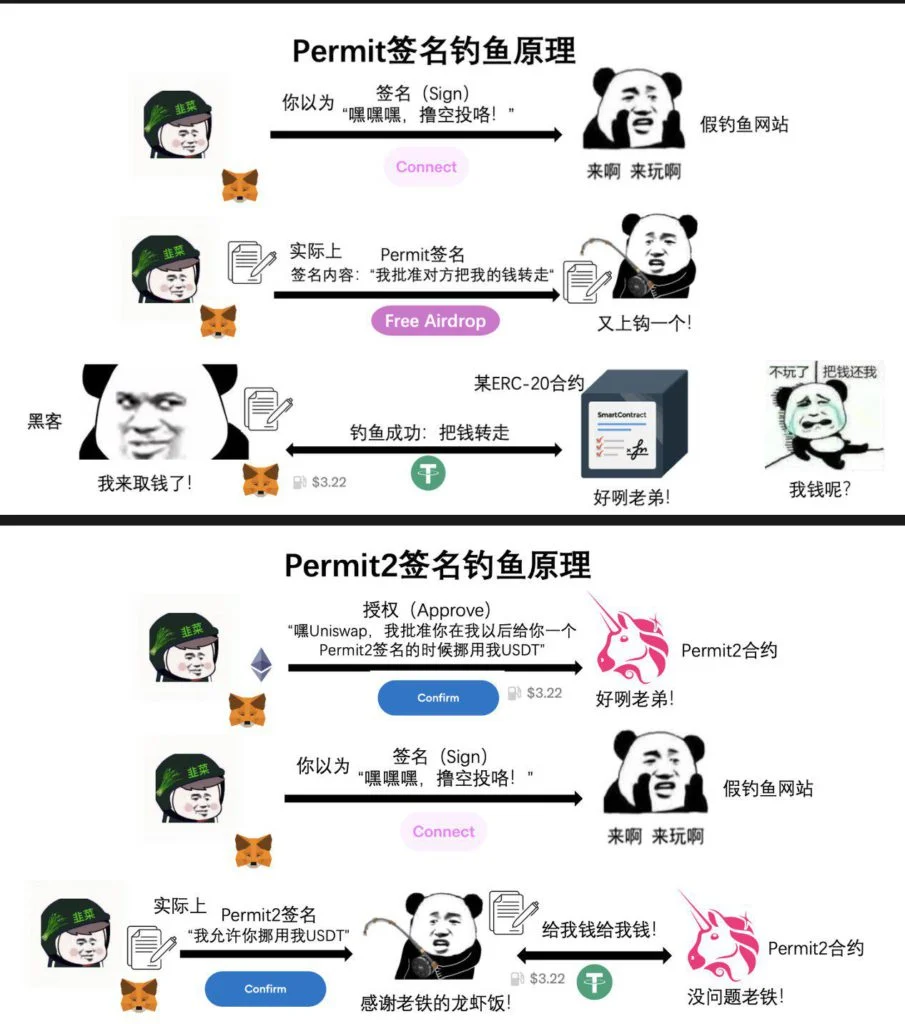 Permit签名钓鱼原理
韭菜
你以为
签名（Sign）
“嘿嘿嘿，撸空投咯！”
Connect
假钓鱼网站
来啊 来玩啊
韭菜
实际上
Permit签名
签名内容：“我批准对方把我的钱转走“
Free Airdrop
又上钩一个！
黑客
我来取钱了！
钓鱼成功：把钱转走
$3.22
某ERC-20合约
SmartContract
好咧老弟！
不玩了
把钱还我
我钱呢？
Permit2签名钓鱼原理
韭菜
授权（Approve）
“嘿Uniswap，我批准你在我以后给你一个
Permit2签名的时候挪用我USDT”
Confirm
$3.22
Permit2合约
好咧老弟！
韭菜
你以为
签名（Sign）
“嘿嘿嘿，撸空投咯！”
Connect
假钓鱼网站
来啊 来玩啊
韭菜
实际上
Permit2签名
“我允许你挪用我USDT”
Confirm
感谢老铁的龙虾饭！
给我钱给我钱！
$3.22
Permit2合约
没问题老铁！